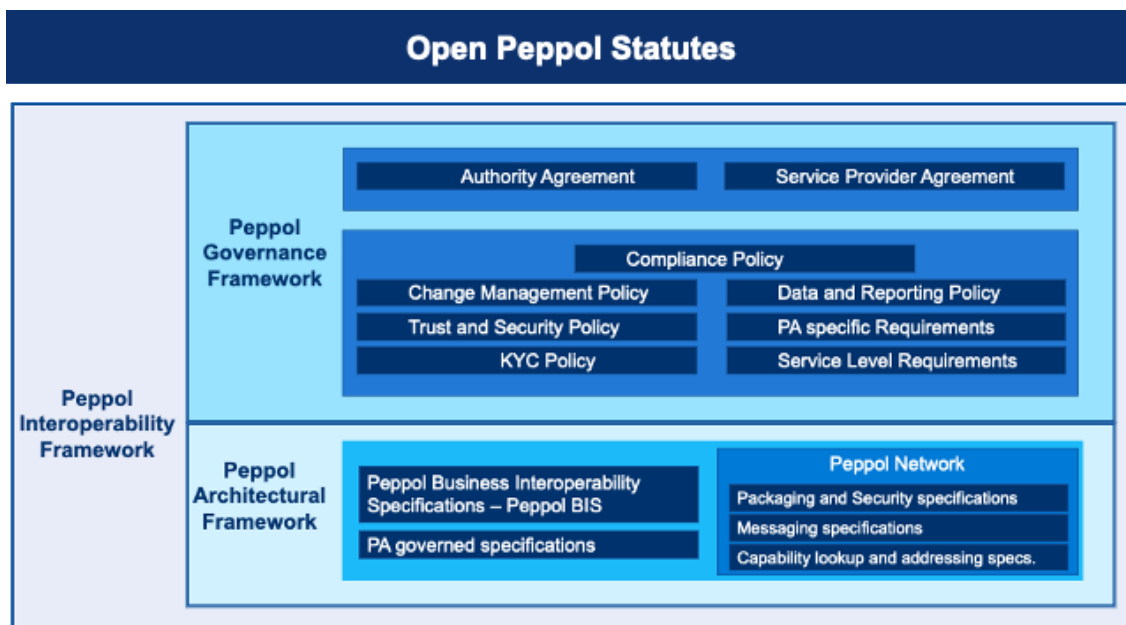 Open Peppol Statutes
Peppol
Interoperability
Framework
Peppol
Governance
Framework
Authority Agreement
Service Provider Agreement
Compliance Policy
Change Management Policy
Data and Reporting Policy
Trust and Security Policy
PA specific Requirements
KYC Policy
Service Level Requirements
Peppol
Architectural
Framework
Peppol Business Interoperability
Specifications – Peppol BIS
PA governed specifications
Peppol Network
Packaging and Security specifications
Messaging specifications
Capability lookup and addressing specs.